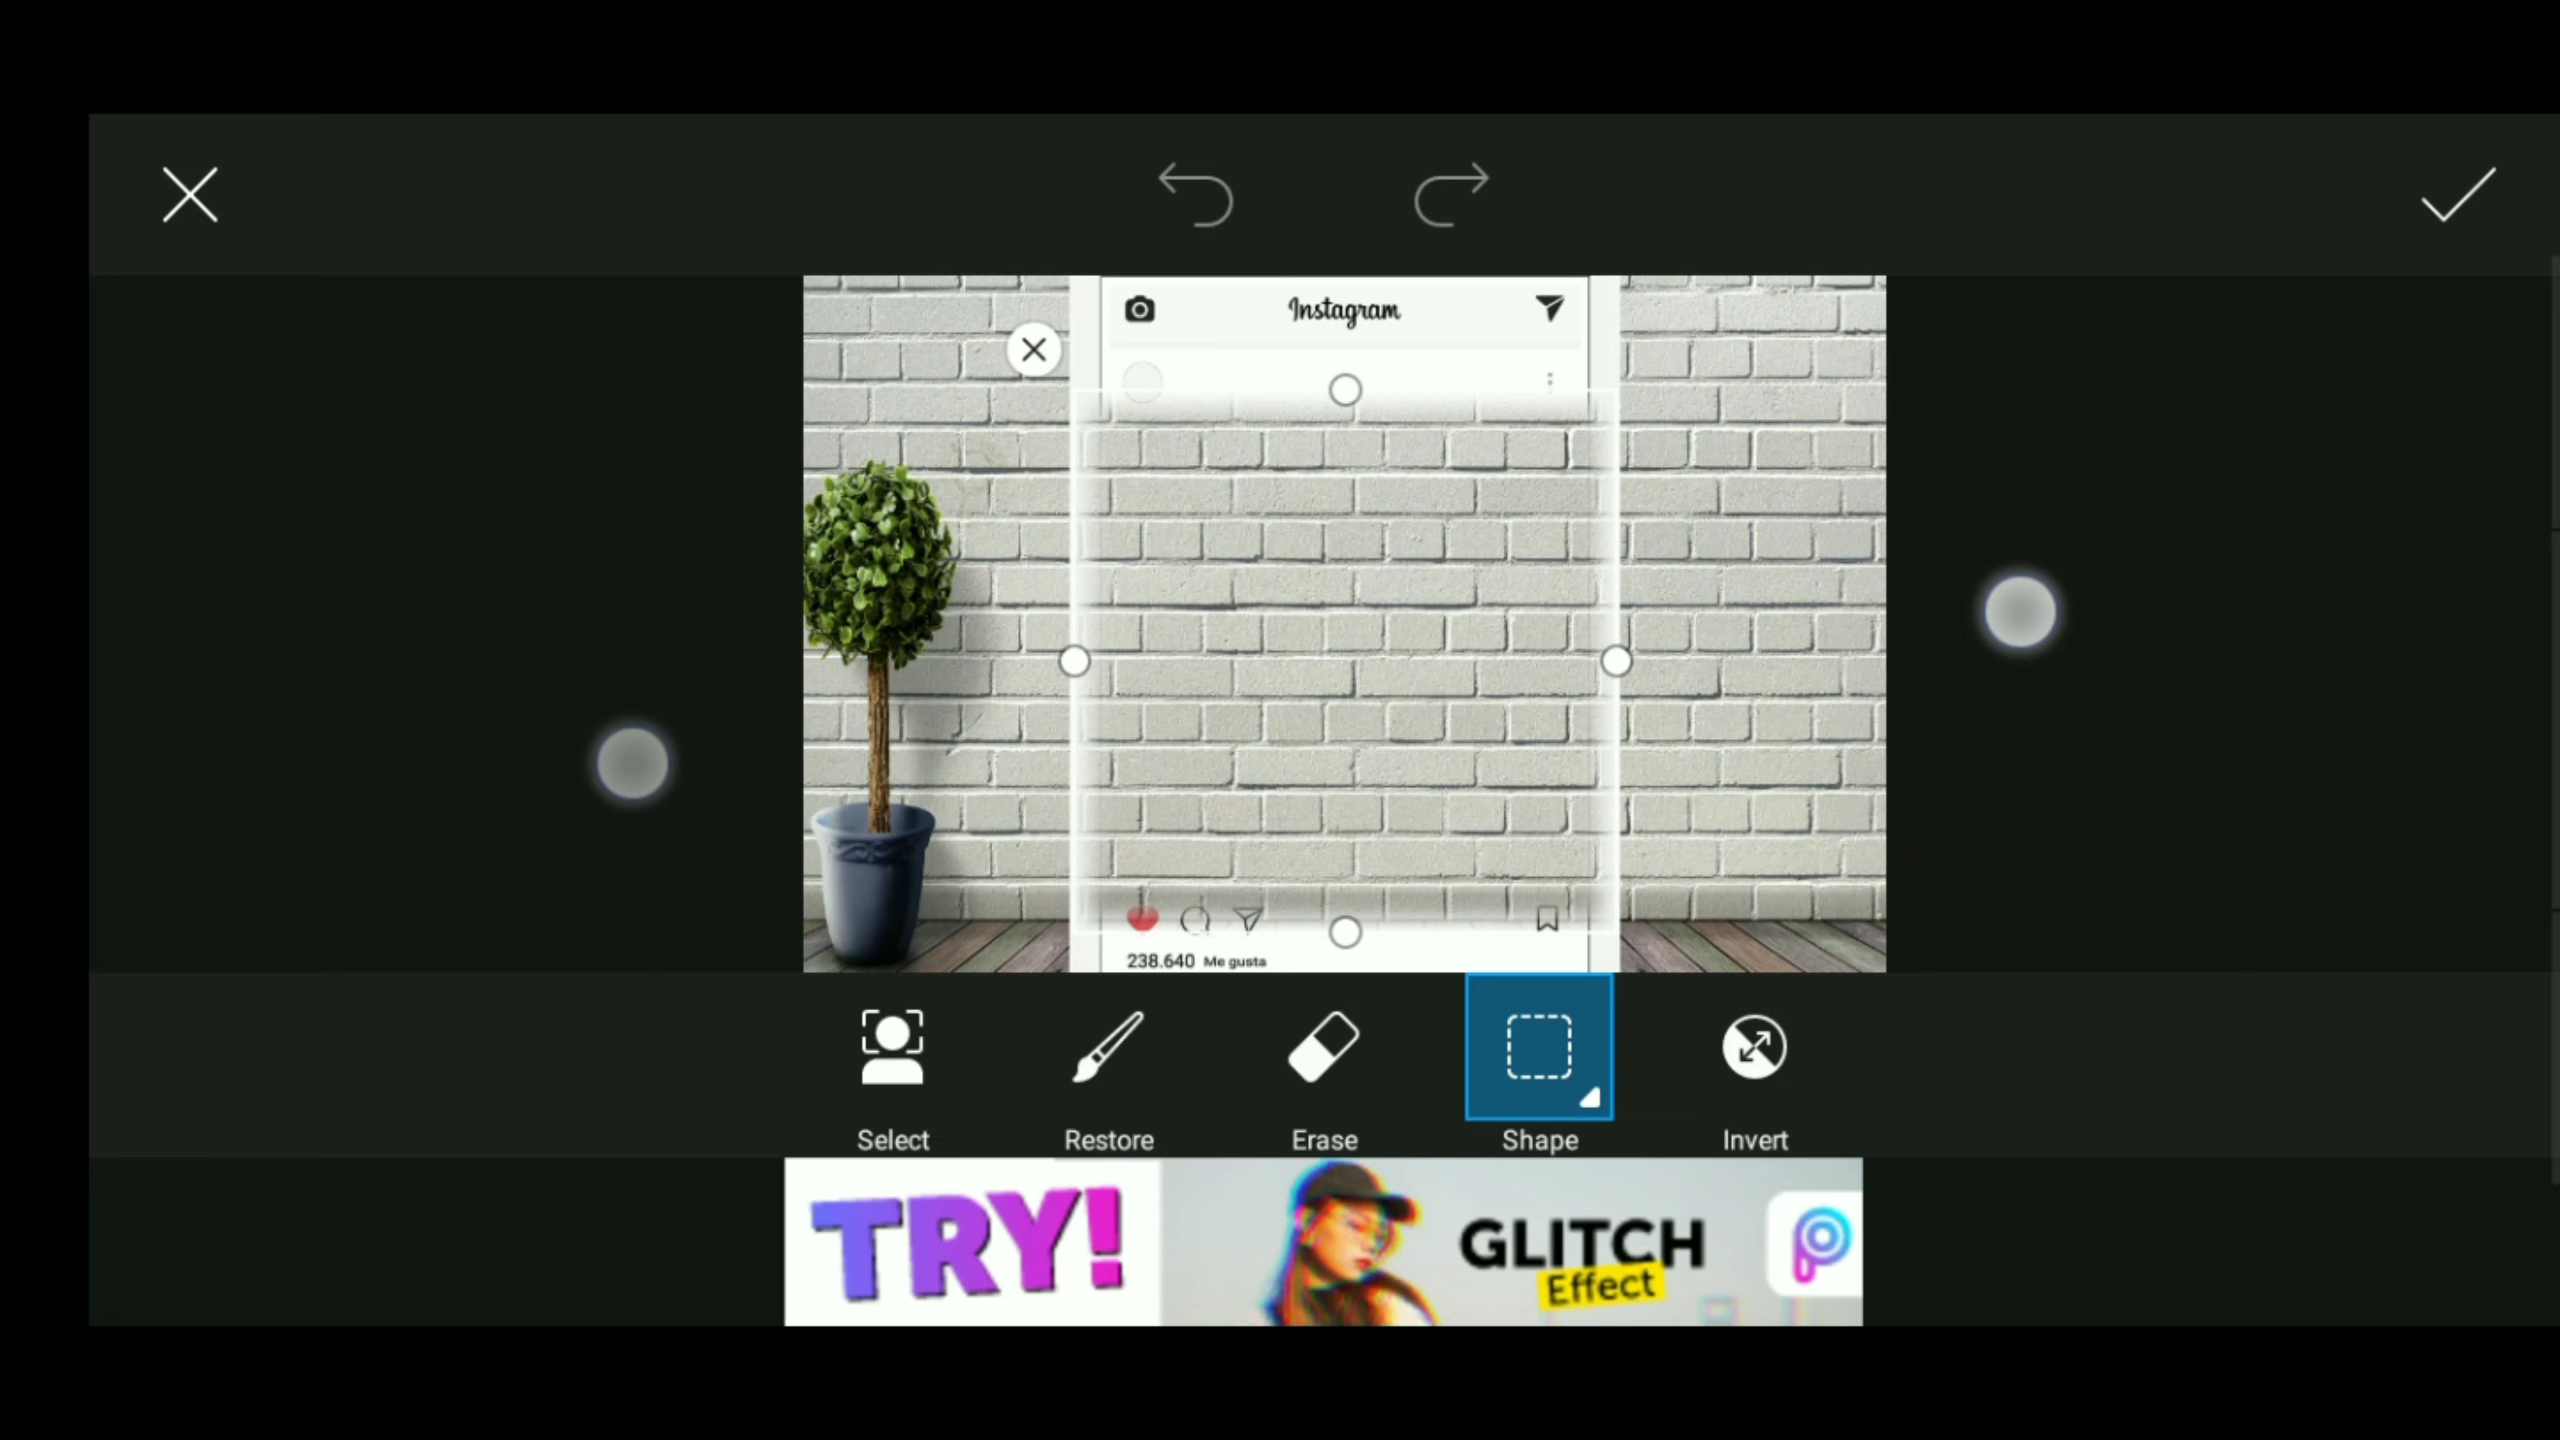 Instagram
238.640 Me gusta
Select Restore Erase Shape Invert
TRY!
GLITCH
Effect